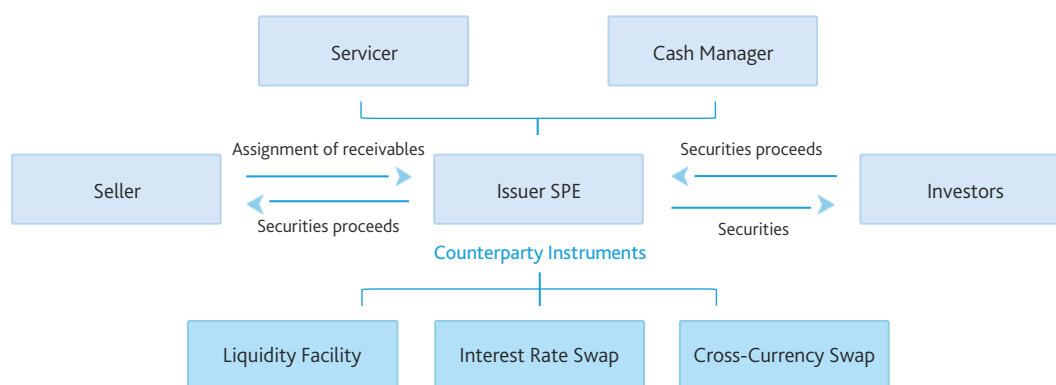 Servicer
Cash Manager
Assignment of receivables
Securities proceeds
Seller
Issuer SPE
Investors
Securities proceeds
Securities
Counterparty Instruments
Liquidity Facility
Interest Rate Swap
Cross-Currency Swap